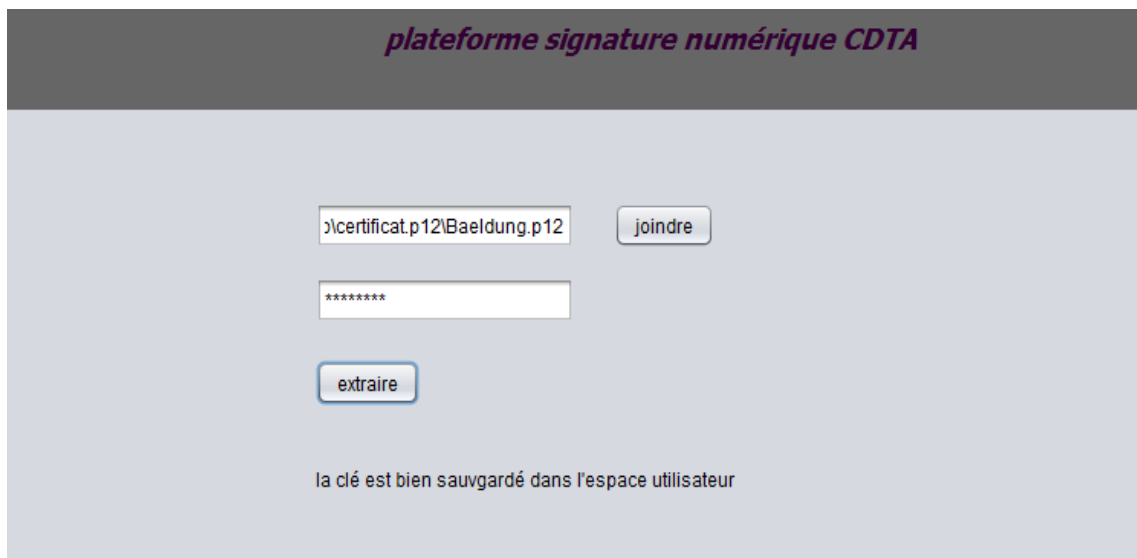 plateforme signature numérique CDTA
\certificat.p12\Baeldung.p12
joindre
********
extraire
la clé est bien sauvgardé dans l'espace utilisateur